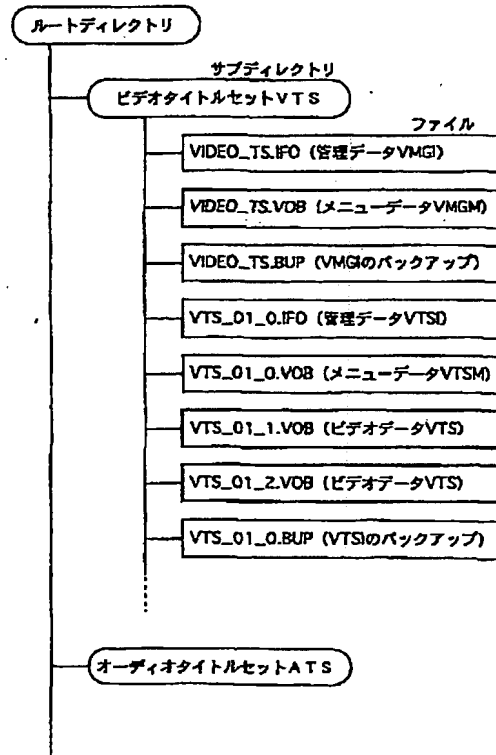 ルートディレクトリ
サブディレクトリ
ビデオタイトルセットVTS
ファイル
VIDEO_TS.IFO (管理データVMGI)
VIDEO_TS.VOB (メニューデータVMGM)
VIDEO_TS.BUP (VMGIのバックアップ)
VTS_01_0.IFO (管理データVTSI)
VTS_01_0.VOB (メニューデータVTSM)
VTS_01_1.VOB (ビデオデータVTS)
VTS_01_2.VOB (ビデオデータVTS)
VTS_01_0.BUP (VTSIのバックアップ)
オーディオタイトルセットATS